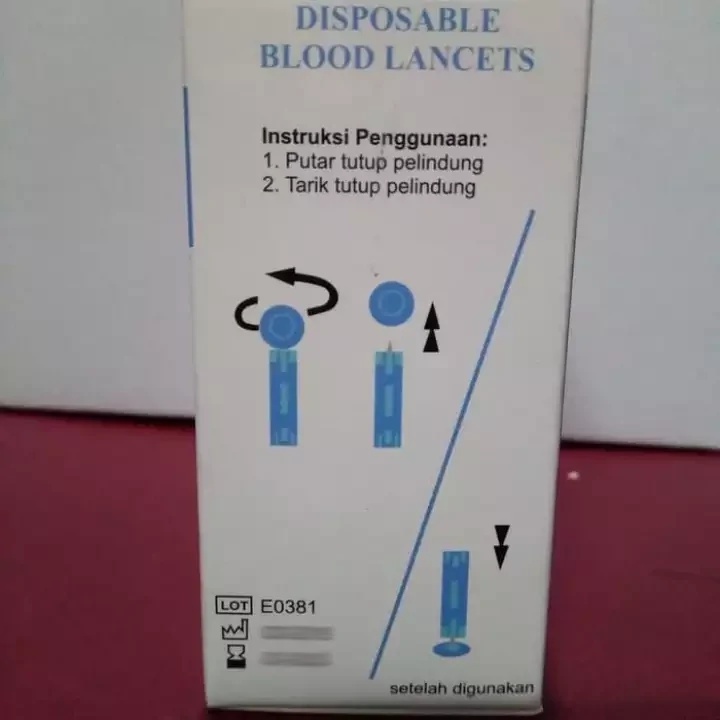 DISPOSABLE
BLOOD LANCETS
Instruksi Penggunaan:
1. Putar tutup pelindung
2. Tarik tutup pelindung
LOT E0381
setelah digunakan